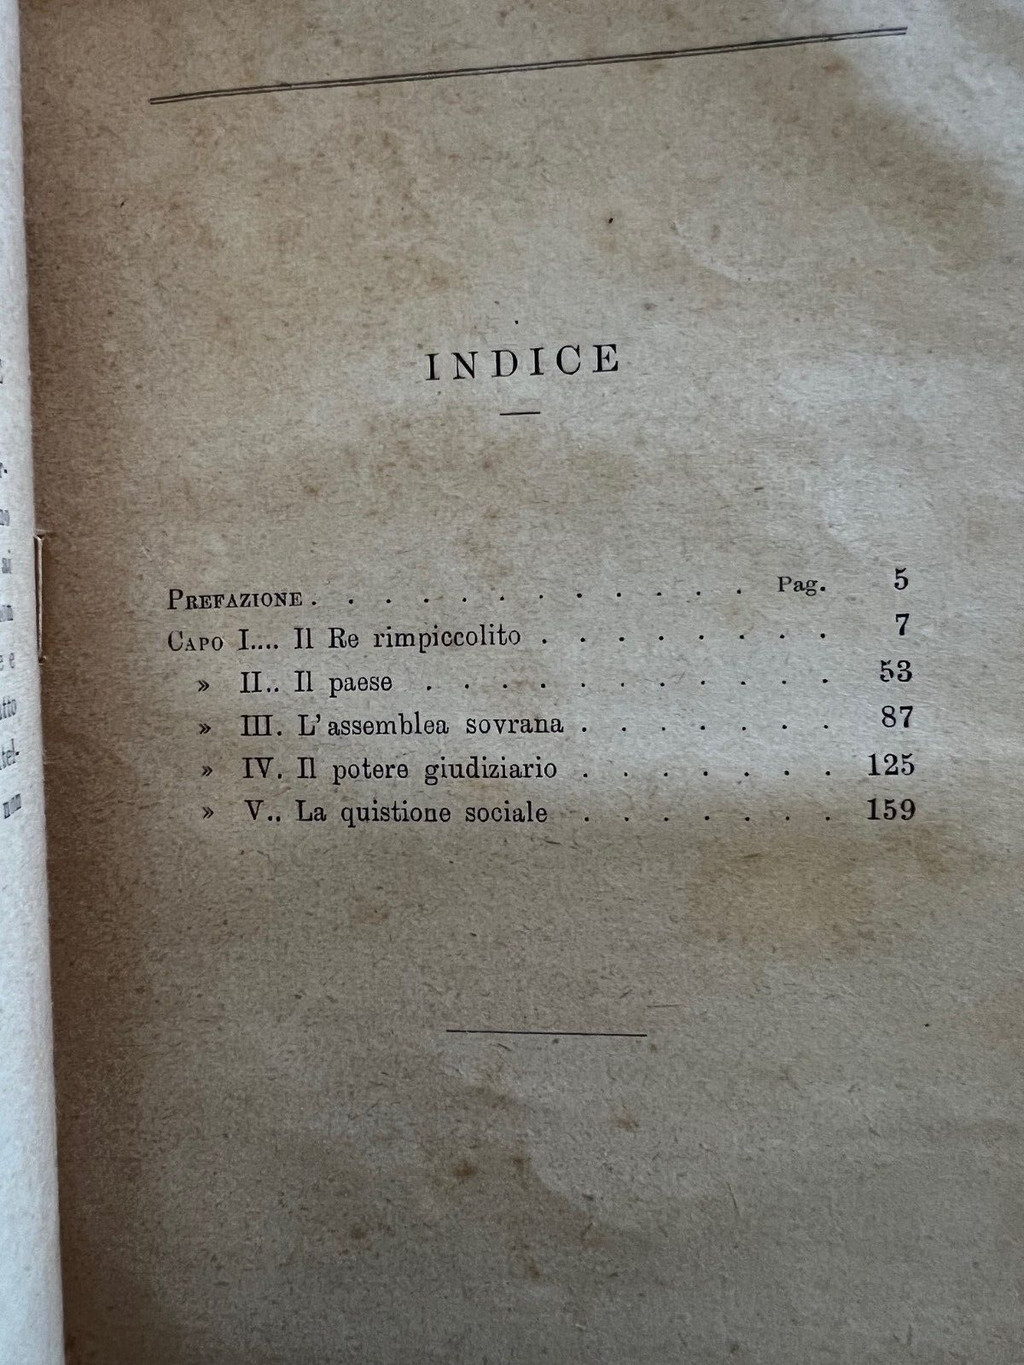 INDICE
PREFAZIONE . . . . . . . . . . . . Pag. 5
CAPO I.... Il Re rimpiccolito . . . . . . . . 7
» II.. Il paese . . . . . . . . . . . 53
» III. L'assemblea sovrana . . . . . . . 87
» IV. Il potere giudiziario . . . . . . . 125
» V.. La quistione sociale . . . . . . . 159